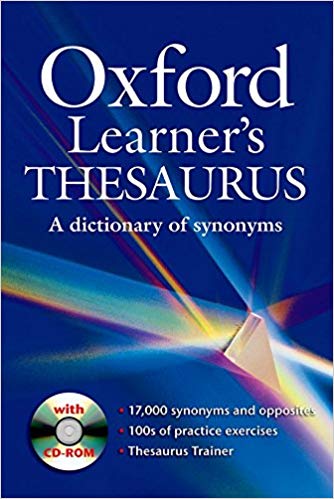 Oxford
Learner's
THESAURUS
A dictionary of synonyms
with
CD-ROM
• 17,000 synonyms and opposites
• 100s of practice exercises
• Thesaurus Trainer